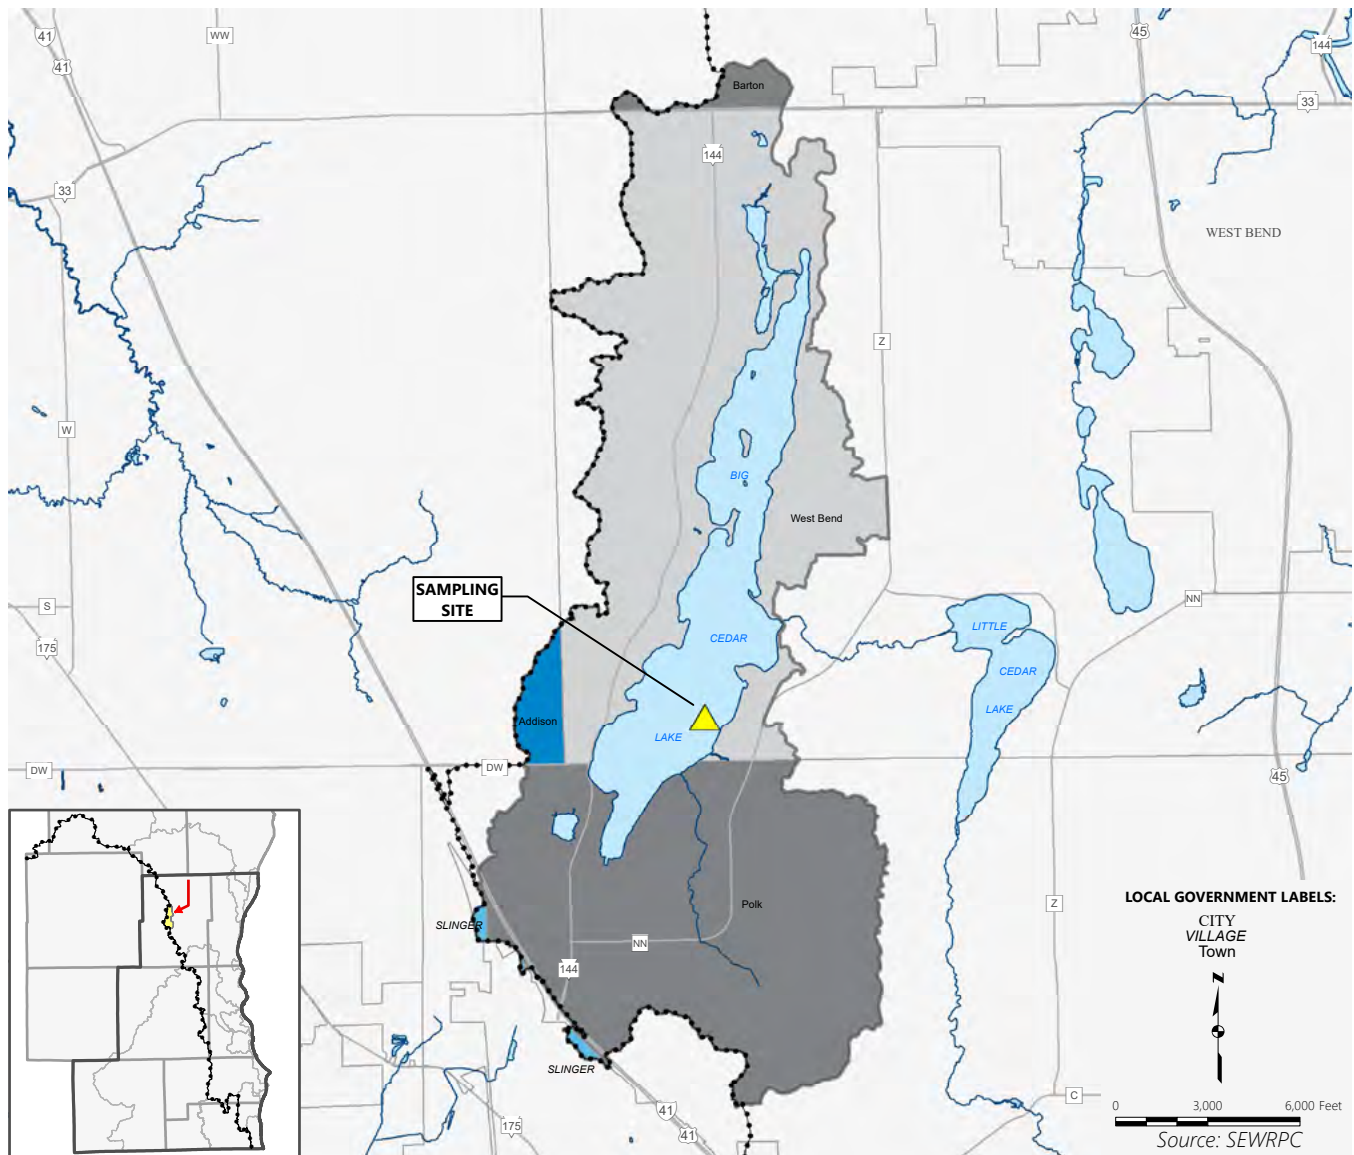 41
41
WW
45
144
33
Barton
144
33
WEST BEND
Z
W
BIG
West Bend
SAMPLING
SITE
S
NN
LITTLE
175
CEDAR
CEDAR
LAKE
Addison
LAKE
DW
DW
45
Polk
Z
SLINGER
NN
144
LOCAL GOVERNMENT LABELS:
CITY
VILLAGE
Town
N
SLINGER
C
41
41
175
0 3,000 6,000 Feet
Source: SEWRPC